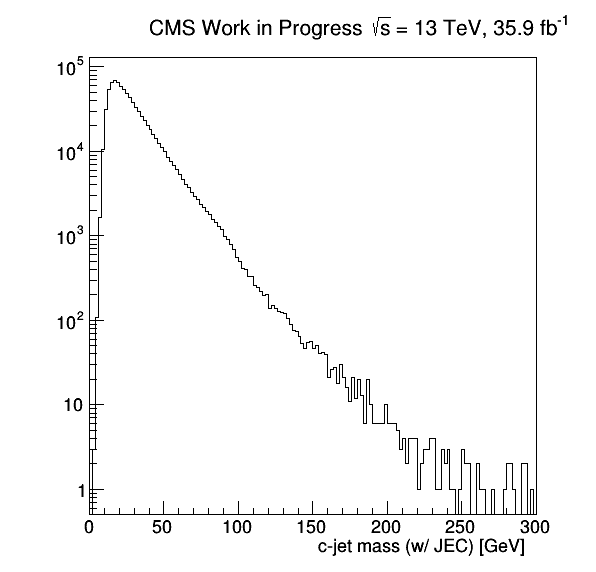 CMS Work in Progress √s = 13 TeV, 35.9 fb⁻¹
10⁵
10⁴
10³
10²
10
1
0 50 100 150 200 250 300
c-jet mass (w/ JEC) [GeV]